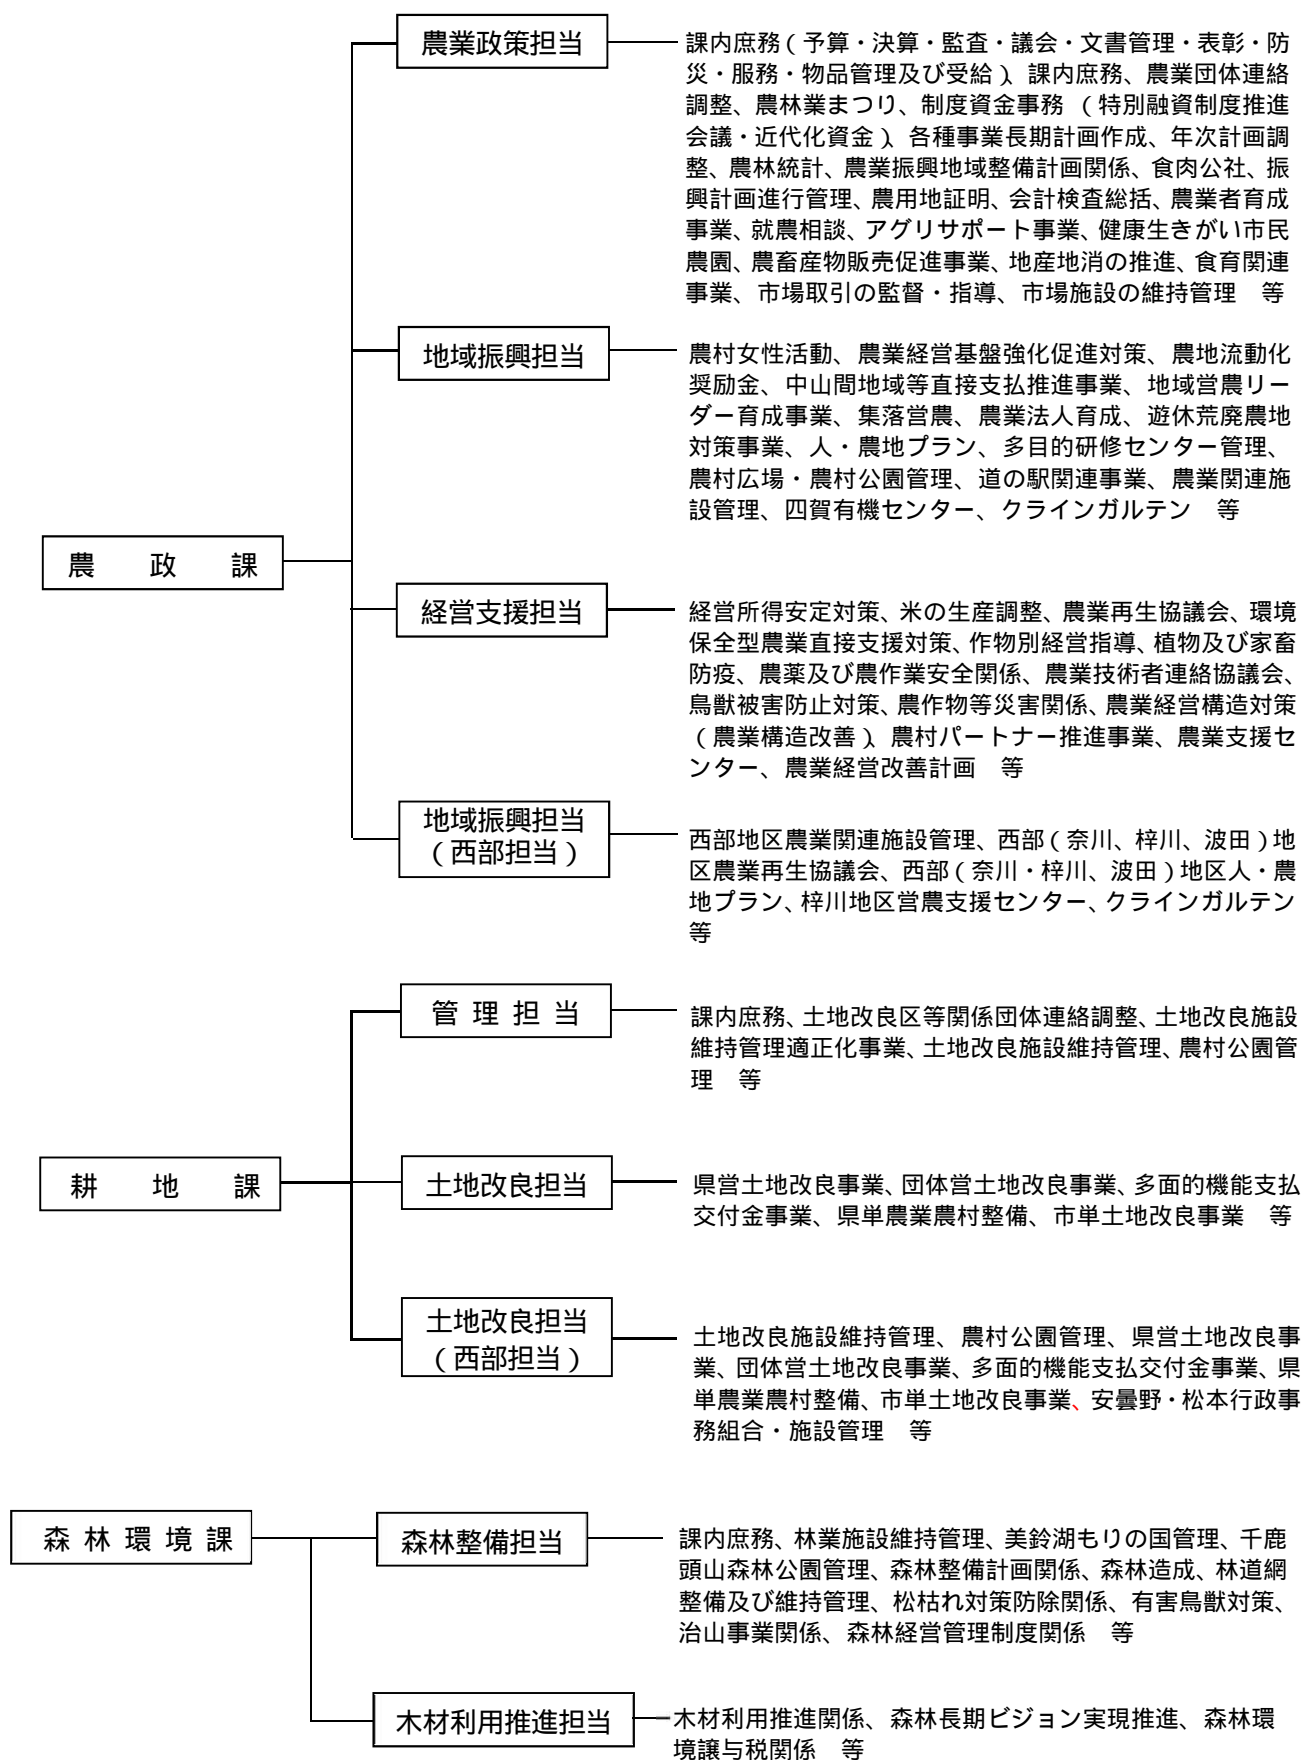 農業政策担当
課内庶務(予算・決算・監査・議会・文書管理・表彰・防
災・服務・物品管理及び受給)、課内庶務、農業団体連絡
調整、農林業まつり、制度資金事務 (特別融資制度推進
会議・近代化資金)、各種事業長期計画作成、年次計画調
整、農林統計、農業振興地域整備計画関係、食肉公社、振
興計画進行管理、農用地証明、会計検査総括、農業者育成
事業、就農相談、アグリサポート事業、健康生きがい市民
農園、農畜産物販売促進事業、地産地消の推進、食育関連
事業、市場取引の監督・指導、市場施設の維持管理 等
地域振興担当
農村女性活動、農業経営基盤強化促進対策、農地流動化
奨励金、中山間地域等直接支払推進事業、地域営農リー
ダー育成事業、集落営農、農業法人育成、遊休荒廃農地
対策事業、人・農地プラン、多目的研修センター管理、
農村広場・農村公園管理、道の駅関連事業、農業関連施
設管理、四賀有機センター、クラインガルテン 等
農 政 課
経営支援担当
経営所得安定対策、米の生産調整、農業再生協議会、環境
保全型農業直接支援対策、作物別経営指導、植物及び家畜
防疫、農薬及び農作業安全関係、農業技術者連絡協議会、
鳥獣被害防止対策、農作物等災害関係、農業経営構造対策
(農業構造改善)、農村パートナー推進事業、農業支援セ
ンター、農業経営改善計画 等
地域振興担当
(西部担当)
西部地区農業関連施設管理、西部(奈川、梓川、波田)地
区農業再生協議会、西部(奈川・梓川、波田)地区人・農
地プラン、梓川地区営農支援センター、クラインガルテン
等
管 理 担 当
課内庶務、土地改良区等関係団体連絡調整、土地改良施設
維持管理適正化事業、土地改良施設維持管理、農村公園管
理 等
耕 地 課
土地改良担当
県営土地改良事業、団体営土地改良事業、多面的機能支払
交付金事業、県単農業農村整備、市単土地改良事業 等
土地改良担当
(西部担当)
土地改良施設維持管理、農村公園管理、県営土地改良事
業、団体営土地改良事業、多面的機能支払交付金事業、県
単農業農村整備、市単土地改良事業、安曇野・松本行政事
務組合・施設管理 等
森 林 環 境 課
森林整備担当
課内庶務、林業施設維持管理、美鈴湖もりの国管理、千鹿
頭山森林公園管理、森林整備計画関係、森林造成、林道網
整備及び維持管理、松枯れ対策防除関係、有害鳥獣対策、
治山事業関係、森林経営管理制度関係 等
木材利用推進担当
木材利用推進関係、森林長期ビジョン実現推進、森林環
境譲与税関係 等